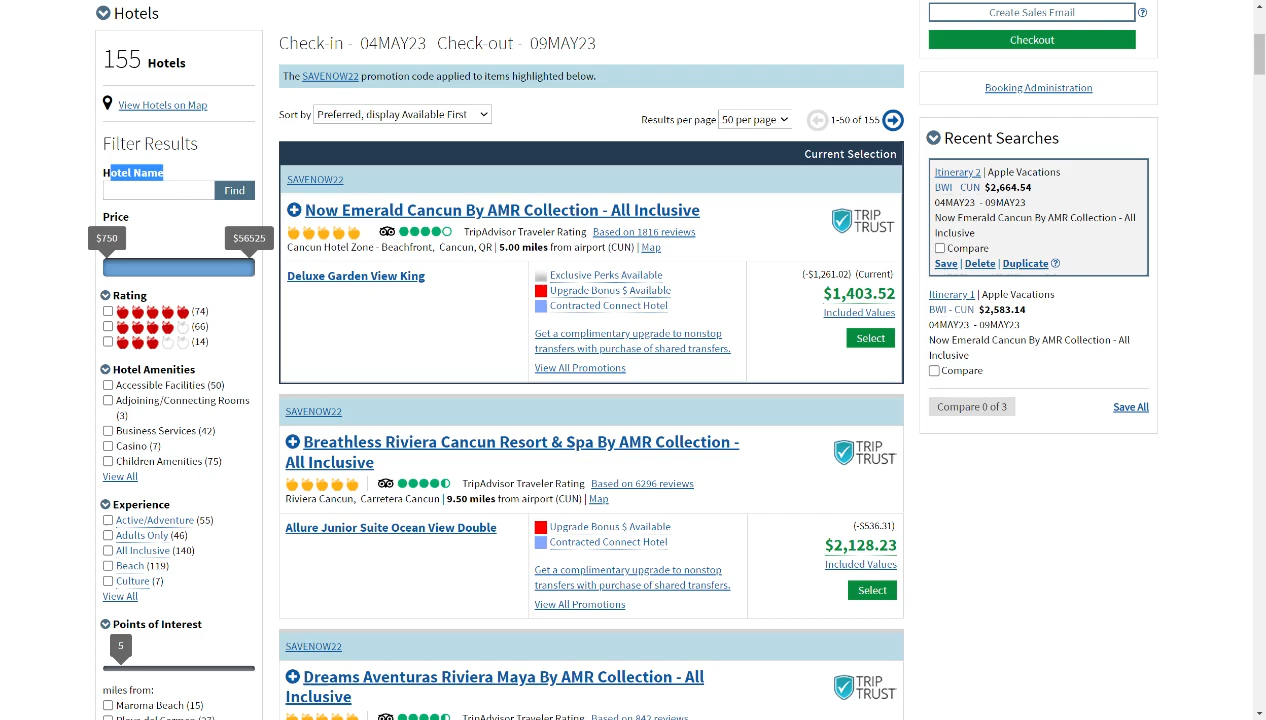 Hotels
155 Hotels
View Hotels on Map
Filter Results
Hotel Name
Find
Price
$750
$56525
Rating
(74)
(66)
(14)
Hotel Amenities
Accessible Facilities (50)
Adjoining/Connecting Rooms
(3)
Business Services (42)
Casino (7)
Children Amenities (75)
View All
Experience
Active/Adventure (55)
Adults Only (46)
All Inclusive (140)
Beach (119)
Culture (7)
View All
Points of Interest
5
miles from:
Maroma Beach (15)
Check-in - 04MAY23 Check-out - 09MAY23
The SAVENOW22 promotion code applied to items highlighted below.
Sort by Preferred, display Available First
Results per page 50 per page 1-50 of 155
Current Selection
SAVENOW22
Now Emerald Cancun By AMR Collection - All Inclusive
TRIP TRUST
TripAdvisor Traveler Rating Based on 1816 reviews
Cancun Hotel Zone - Beachfront, Cancun, QR | 5.00 miles from airport (CUN) | Map
Deluxe Garden View King
Exclusive Perks Available
Upgrade Bonus $ Available
Contracted Connect Hotel
Get a complimentary upgrade to nonstop
transfers with purchase of shared transfers.
View All Promotions
(-$1,261.02) (Current)
$1,403.52
Included Values
Select
SAVENOW22
Breathless Riviera Cancun Resort & Spa By AMR Collection -
All Inclusive
TRIP TRUST
TripAdvisor Traveler Rating Based on 6296 reviews
Riviera Cancun, Carretera Cancun | 9.50 miles from airport (CUN) | Map
Allure Junior Suite Ocean View Double
Upgrade Bonus $ Available
Contracted Connect Hotel
Get a complimentary upgrade to nonstop
transfers with purchase of shared transfers.
View All Promotions
(-$536.31)
$2,128.23
Included Values
Select
SAVENOW22
Dreams Aventuras Riviera Maya By AMR Collection - All
Inclusive
TRIP TRUST
TripAdvisor Traveler Rating Based on 842 reviews
Create Sales Email
Checkout
Booking Administration
Recent Searches
Itinerary 2 | Apple Vacations
BWI - CUN $2,664.54
04MAY23 - 09MAY23
Now Emerald Cancun By AMR Collection - All
Inclusive
Compare
Save | Delete | Duplicate
Itinerary 1 | Apple Vacations
BWI - CUN $2,583.14
04MAY23 - 09MAY23
Now Emerald Cancun By AMR Collection - All
Inclusive
Compare
Compare 0 of 3
Save All